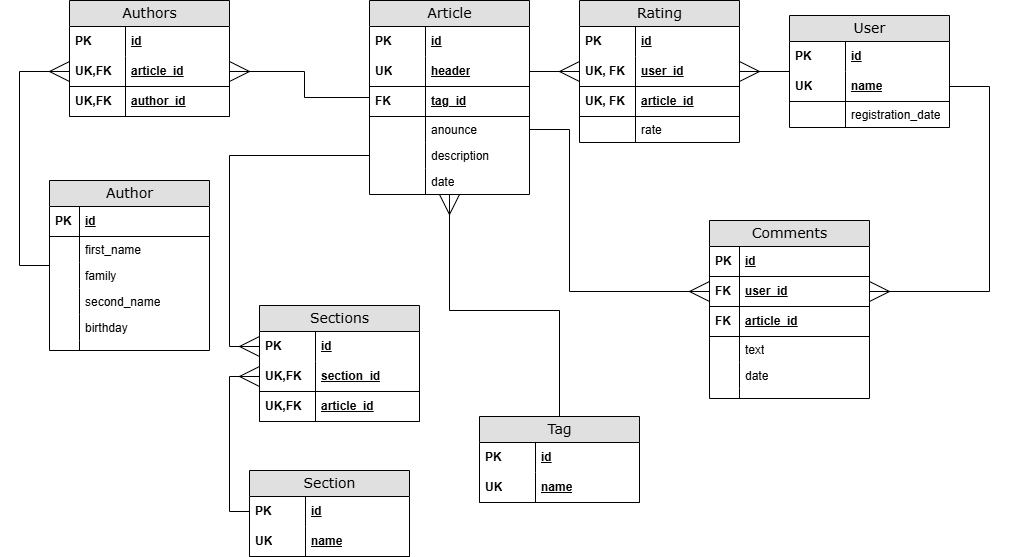 Authors
PK id
UK,FK article_id
UK,FK author_id
Article
PK id
UK header
FK tag_id
anounce
description
date
Rating
PK id
UK, FK user_id
UK, FK article_id
rate
User
PK id
UK name
registration_date
Author
PK id
first_name
family
second_name
birthday
Comments
PK id
FK user_id
FK article_id
text
date
Sections
PK id
UK,FK section_id
UK,FK article_id
Tag
PK id
UK name
Section
PK id
UK name